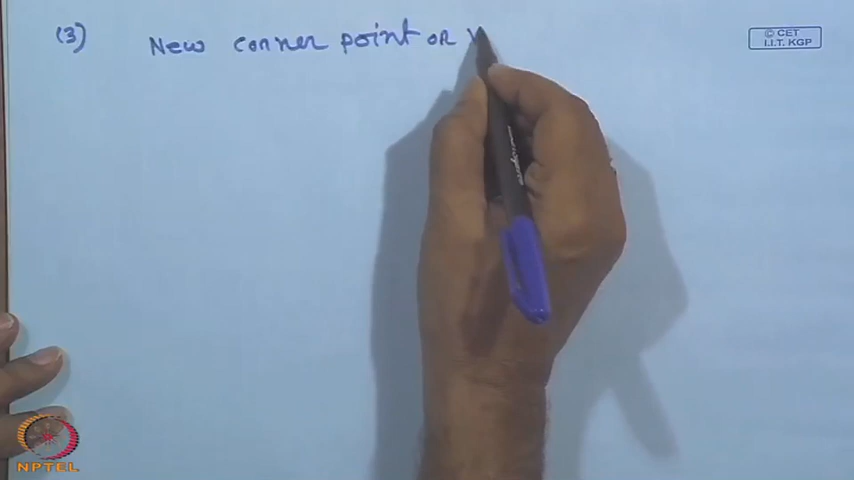 (3) New corner point or
© CET
I.I.T. KGP
NPTEL